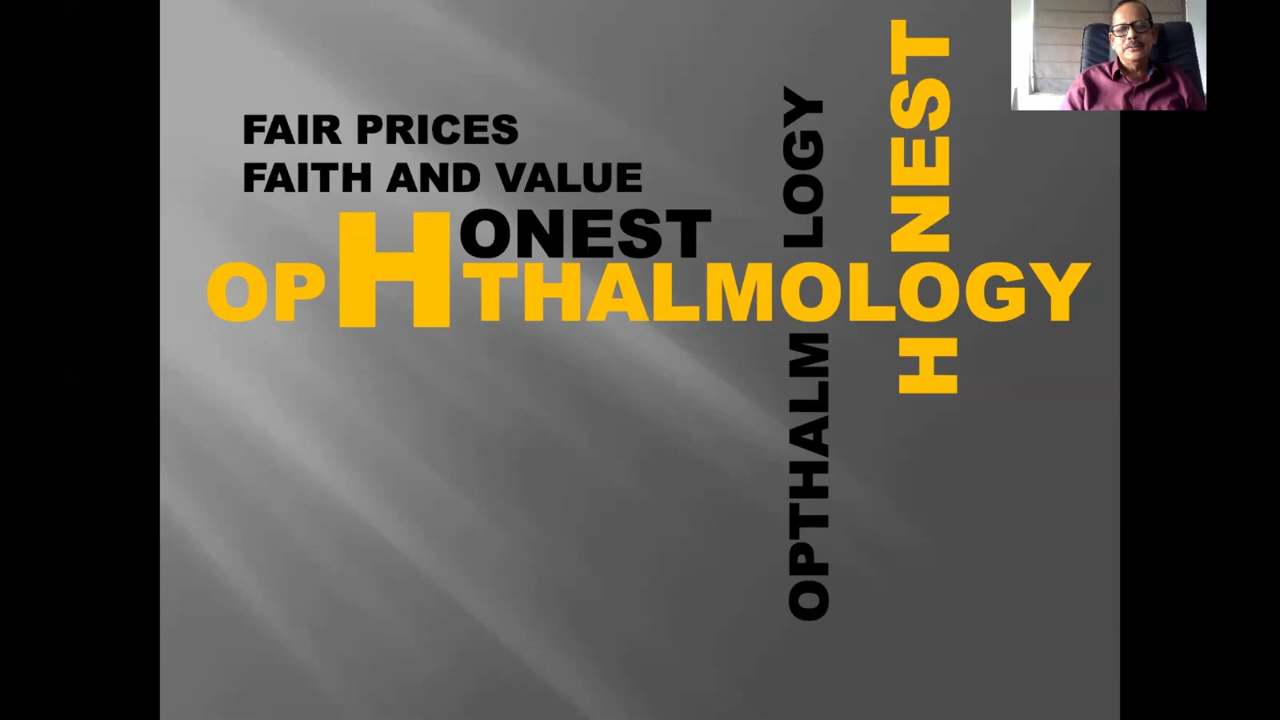 FAIR PRICES
FAITH AND VALUE
HONEST
OPHTHALMOLOGY
OPTHALMOLOGY
HONEST